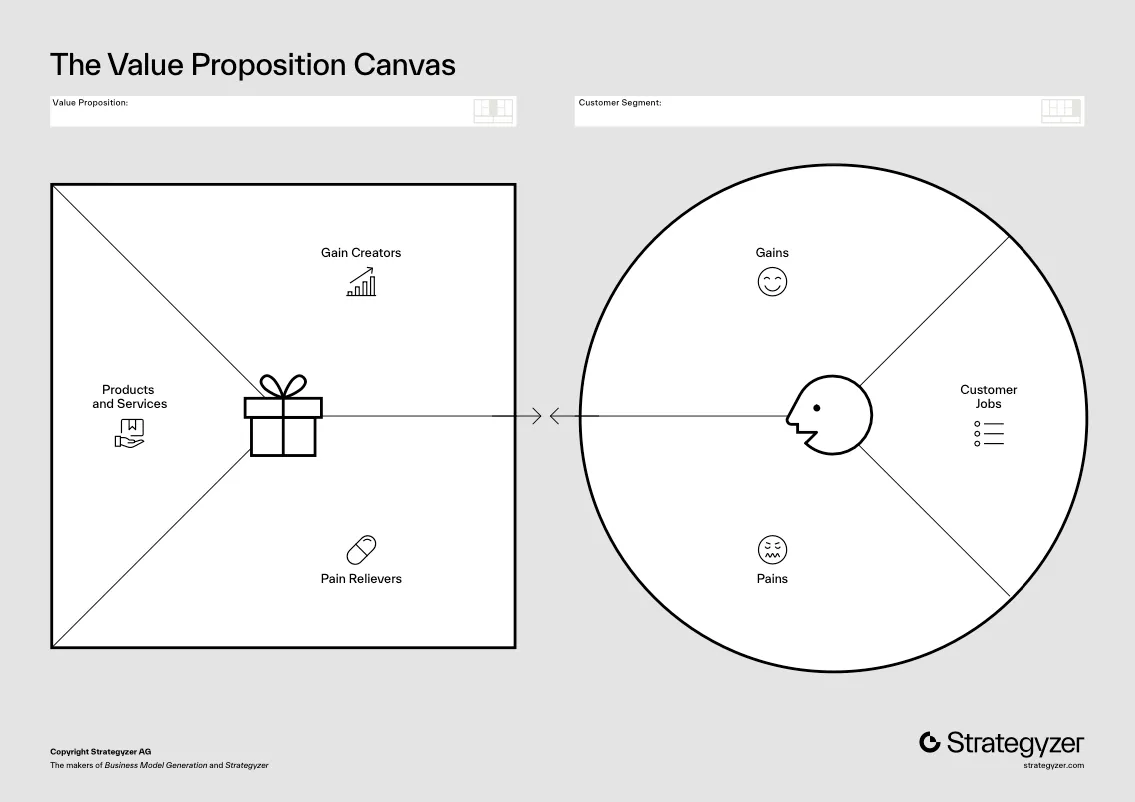 The Value Proposition Canvas
Value Proposition:
Customer Segment:
Gain Creators
Gains
Products
and Services
Customer
Jobs
Pain Relievers
Pains
Copyright Strategyzer AG
The makers of Business Model Generation and Strategyzer
Strategyzer
strategyzer.com